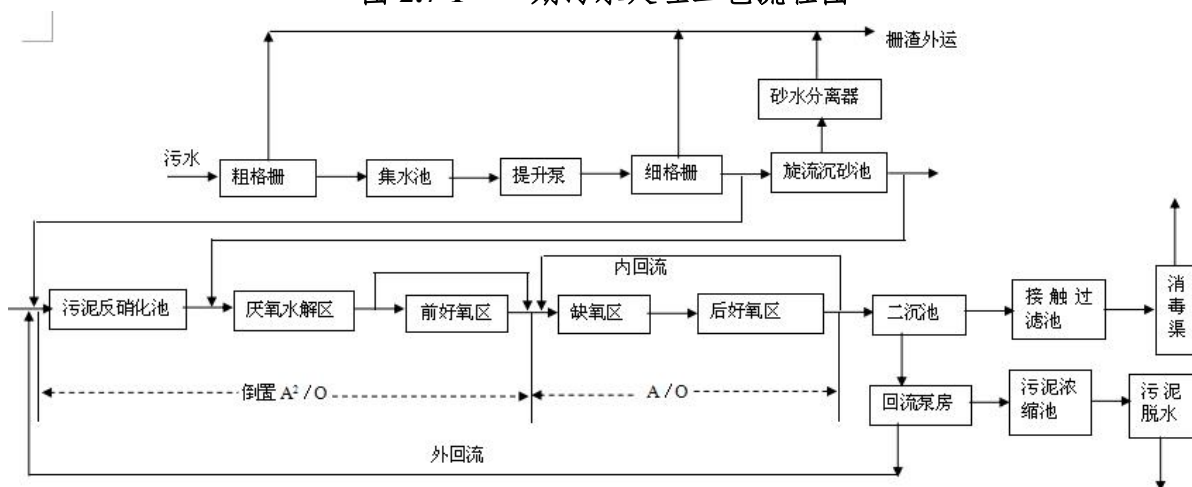 栅渣外运
砂水分离器
污水
粗格栅
集水池
提升泵
细格栅
旋流沉砂池
内回流
污泥反硝化池
厌氧水解区
前好氧区
缺氧区
后好氧区
二沉池
接触过
滤池
消
毒
渠
倒置 A²/O
A/O
回流泵房
污泥浓
缩池
污泥
脱水
外回流